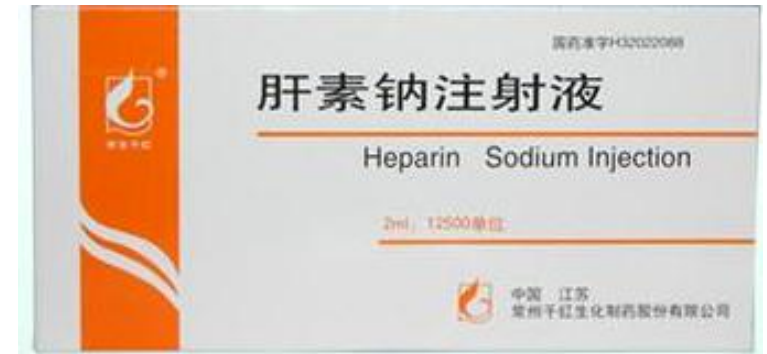 国药准字H32022088
肝素钠注射液
Heparin Sodium Injection
2ml:12500单位
中国 江苏
常州千红生化制药股份有限公司